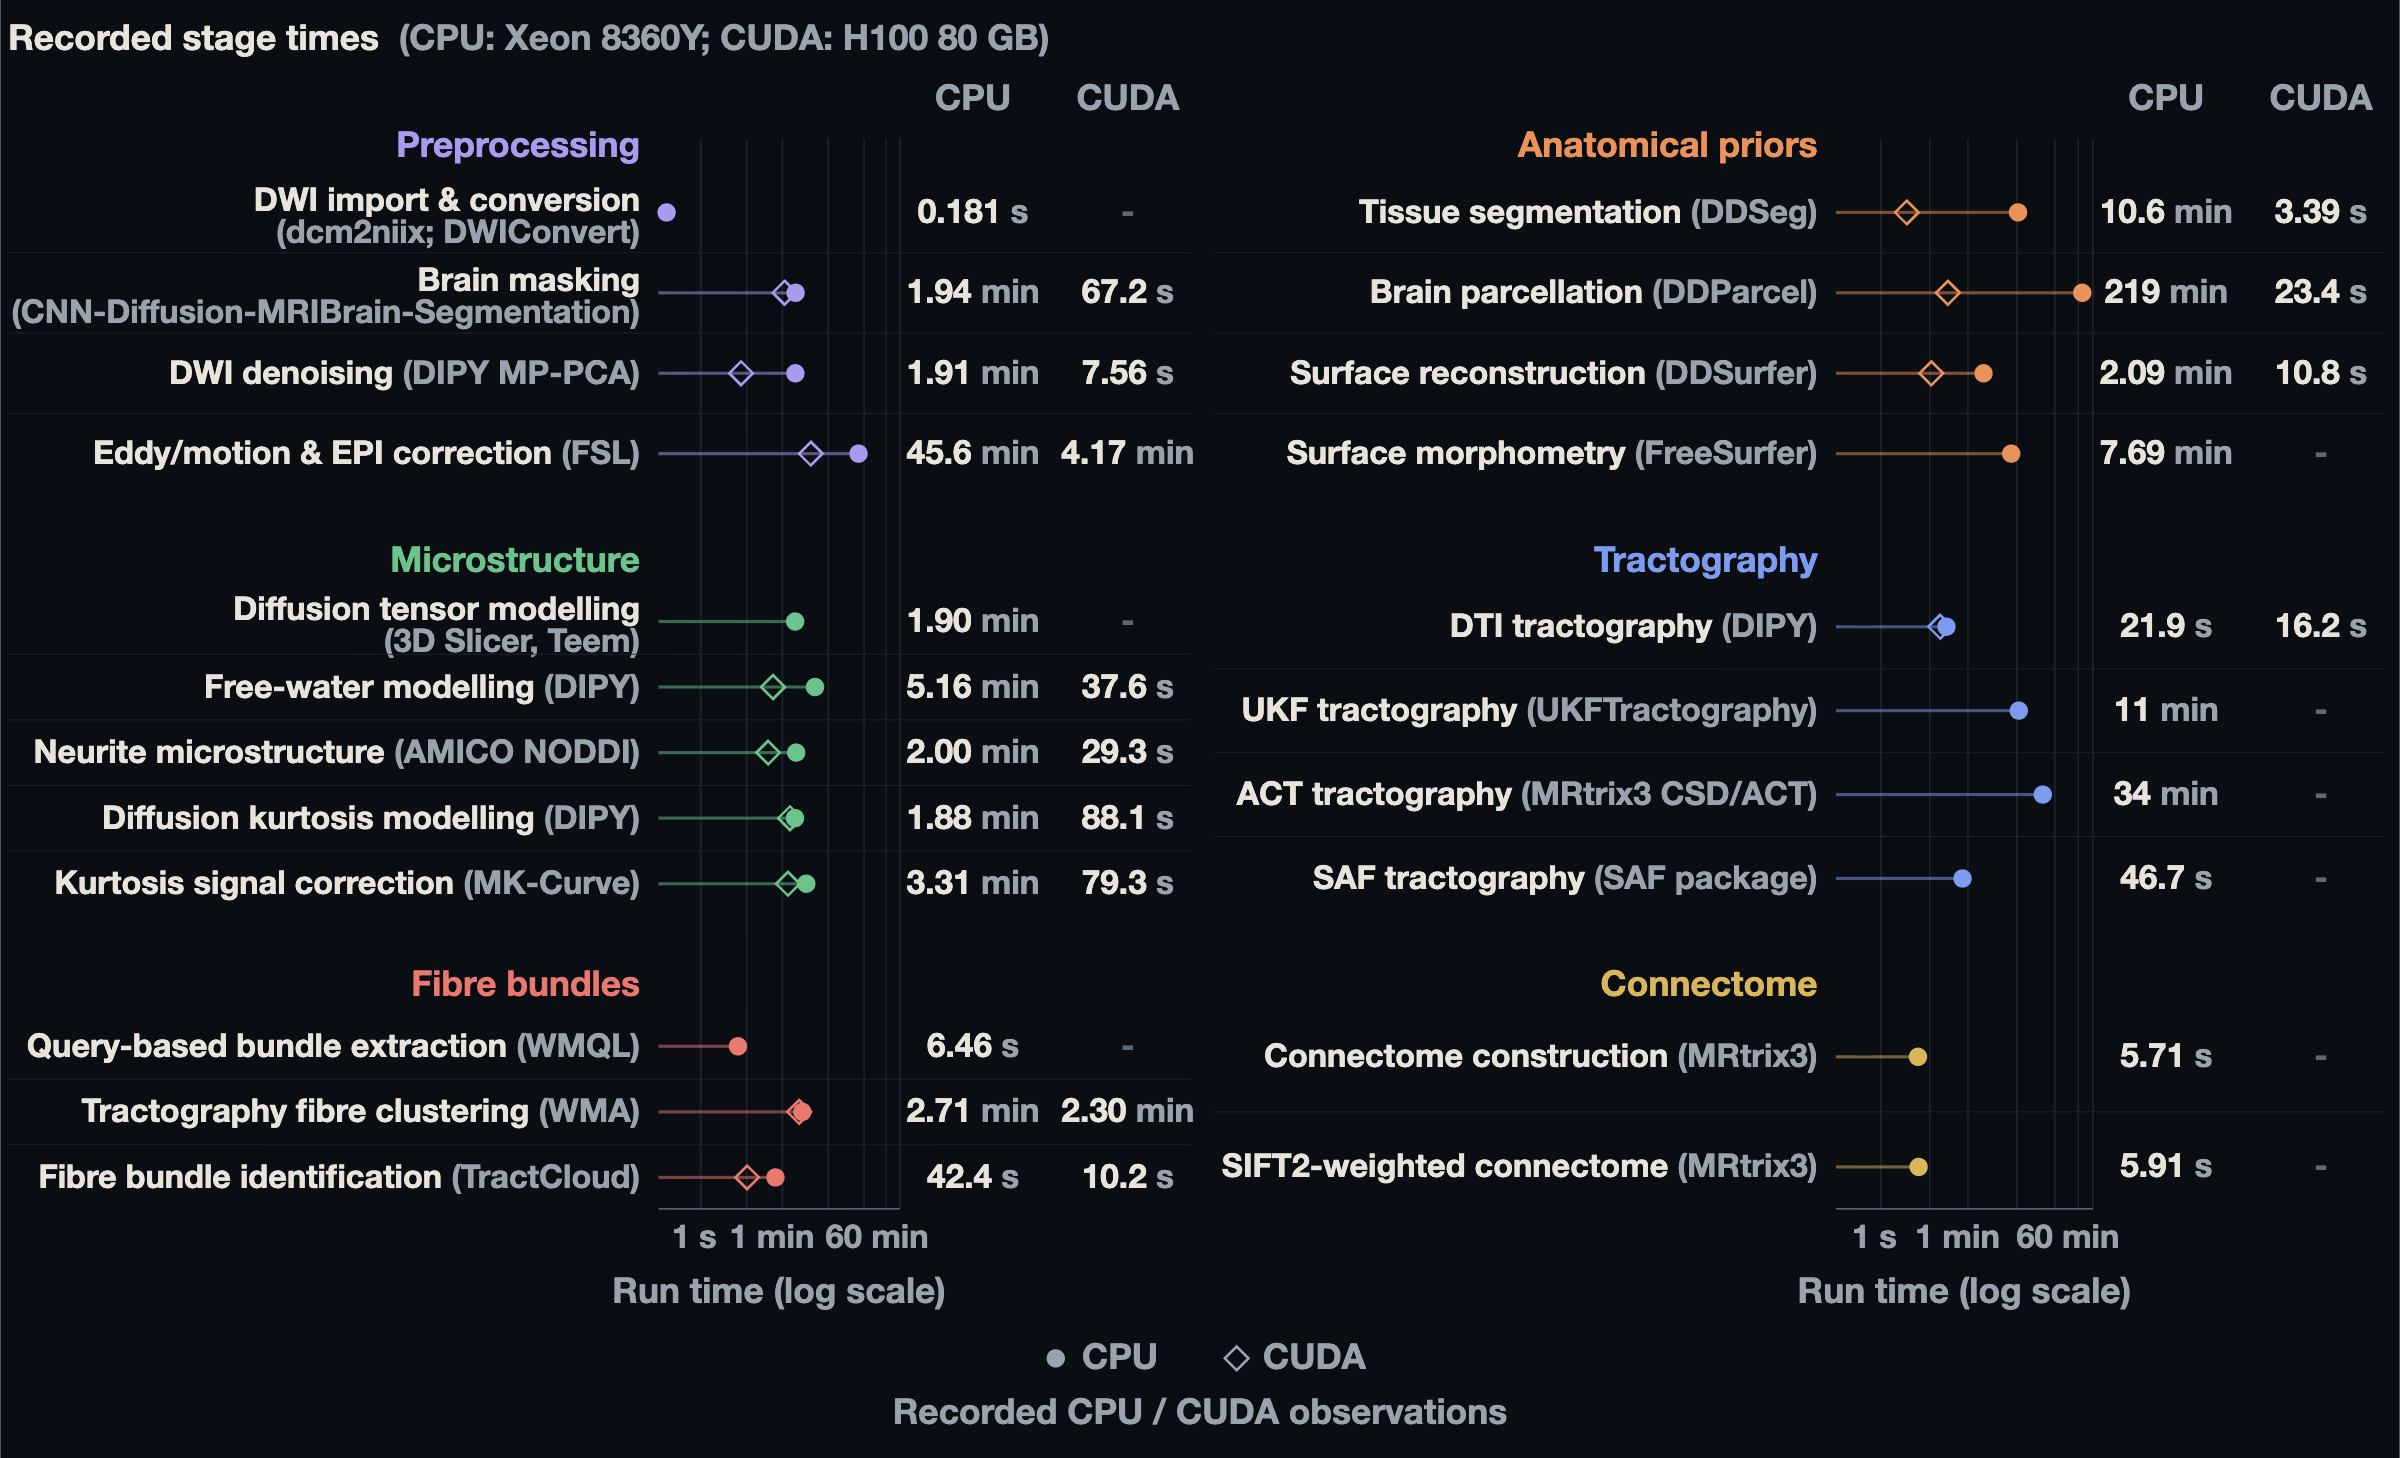 Recorded stage times (CPU: Xeon 8360Y; CUDA: H100 80 GB)
CPU CUDA
Preprocessing
DWI import & conversion
(dcm2niix; DWIConvert)
0.181 s -
Brain masking
(CNN-Diffusion-MRIBrain-Segmentation)
1.94 min 67.2 s
DWI denoising (DIPY MP-PCA) 1.91 min 7.56 s
Eddy/motion & EPI correction (FSL) 45.6 min 4.17 min
Microstructure
Diffusion tensor modelling
(3D Slicer, Teem)
1.90 min -
Free-water modelling (DIPY) 5.16 min 37.6 s
Neurite microstructure (AMICO NODDI) 2.00 min 29.3 s
Diffusion kurtosis modelling (DIPY) 1.88 min 88.1 s
Kurtosis signal correction (MK-Curve) 3.31 min 79.3 s
Fibre bundles
Query-based bundle extraction (WMQL) 6.46 s -
Tractography fibre clustering (WMA) 2.71 min 2.30 min
Fibre bundle identification (TractCloud) 42.4 s 10.2 s
1 s 1 min 60 min
Run time (log scale)
CPU CUDA
Anatomical priors
Tissue segmentation (DDSeg) 10.6 min 3.39 s
Brain parcellation (DDParcel) 219 min 23.4 s
Surface reconstruction (DDSurfer) 2.09 min 10.8 s
Surface morphometry (FreeSurfer) 7.69 min -
Tractography
DTI tractography (DIPY) 21.9 s 16.2 s
UKF tractography (UKFTractography) 11 min -
ACT tractography (MRtrix3 CSD/ACT) 34 min -
SAF tractography (SAF package) 46.7 s -
Connectome
Connectome construction (MRtrix3) 5.71 s -
SIFT2-weighted connectome (MRtrix3) 5.91 s -
1 s 1 min 60 min
Run time (log scale)
CPU CUDA
Recorded CPU / CUDA observations